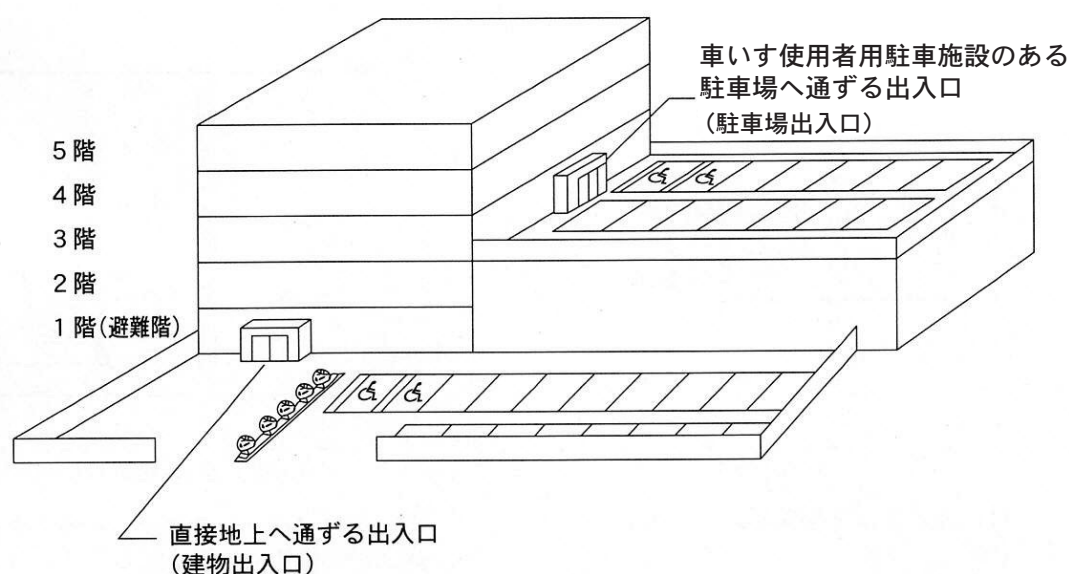 車いす使用者用駐車施設のある
駐車場へ通ずる出入口
（駐車場出入口）
5階
4階
3階
2階
1階（避難階）
直接地上へ通ずる出入口
（建物出入口）